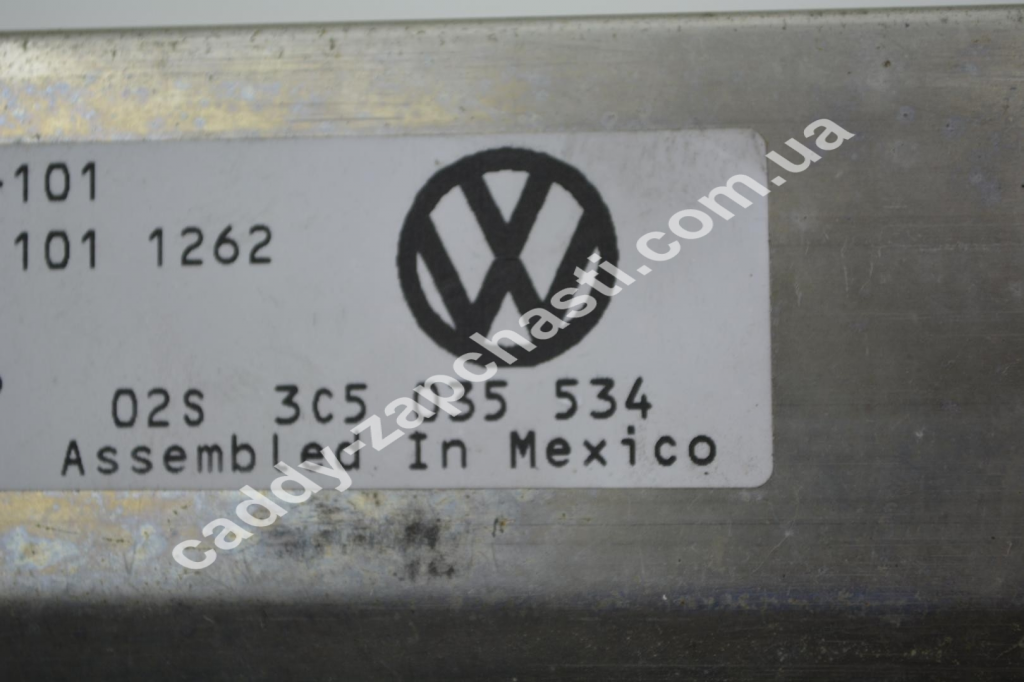 -101
101 1262
02S 3C5 035 534
Assembled In Mexico
caddy-zapchasti.com.ua